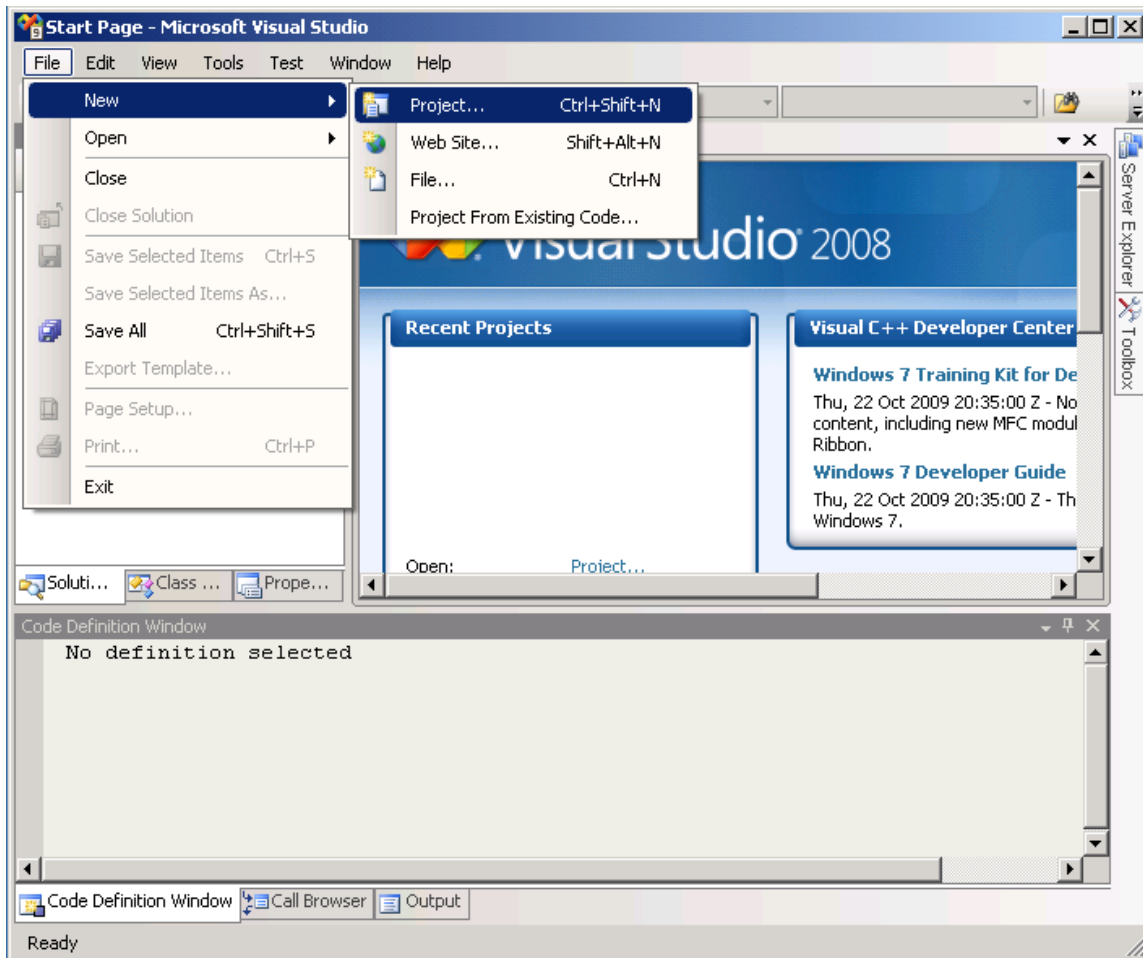 Start Page - Microsoft Visual Studio
File Edit View Tools Test Window Help
New
Open
Close
Close Solution
Save Selected Items Ctrl+S
Save Selected Items As...
Save All Ctrl+Shift+S
Export Template...
Page Setup...
Print... Ctrl+P
Exit
Project... Ctrl+Shift+N
Web Site... Shift+Alt+N
File... Ctrl+N
Project From Existing Code...
Visual Studio 2008
Recent Projects
Open: Project...
Visual C++ Developer Center
Windows 7 Training Kit for De
Thu, 22 Oct 2009 20:35:00 Z - No
content, including new MFC modul
Ribbon.
Windows 7 Developer Guide
Thu, 22 Oct 2009 20:35:00 Z - Th
Windows 7.
Server Explorer
Toolbox
Soluti... Class ... Prope...
Code Definition Window
No definition selected
Code Definition Window Call Browser Output
Ready